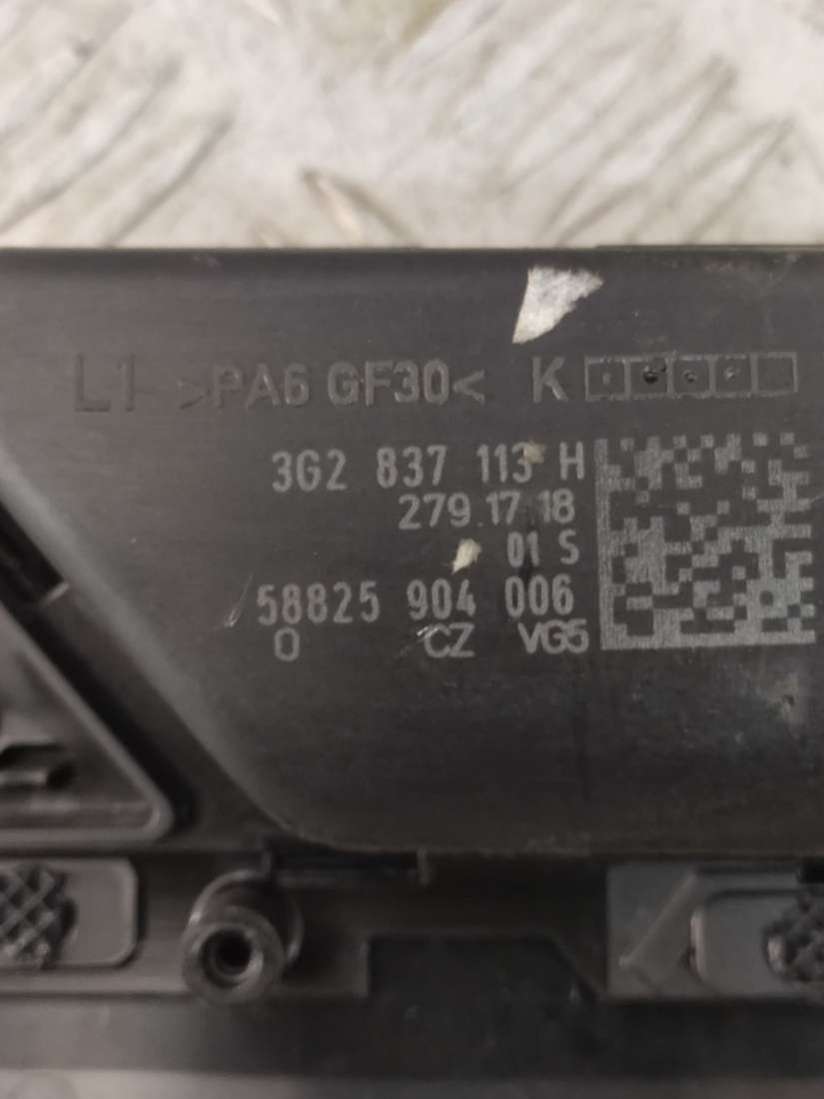 L1 >PA6 GF30< K
3G2 837 113 H
279.17 18
01 S
58825 904 006
0 CZ VG5